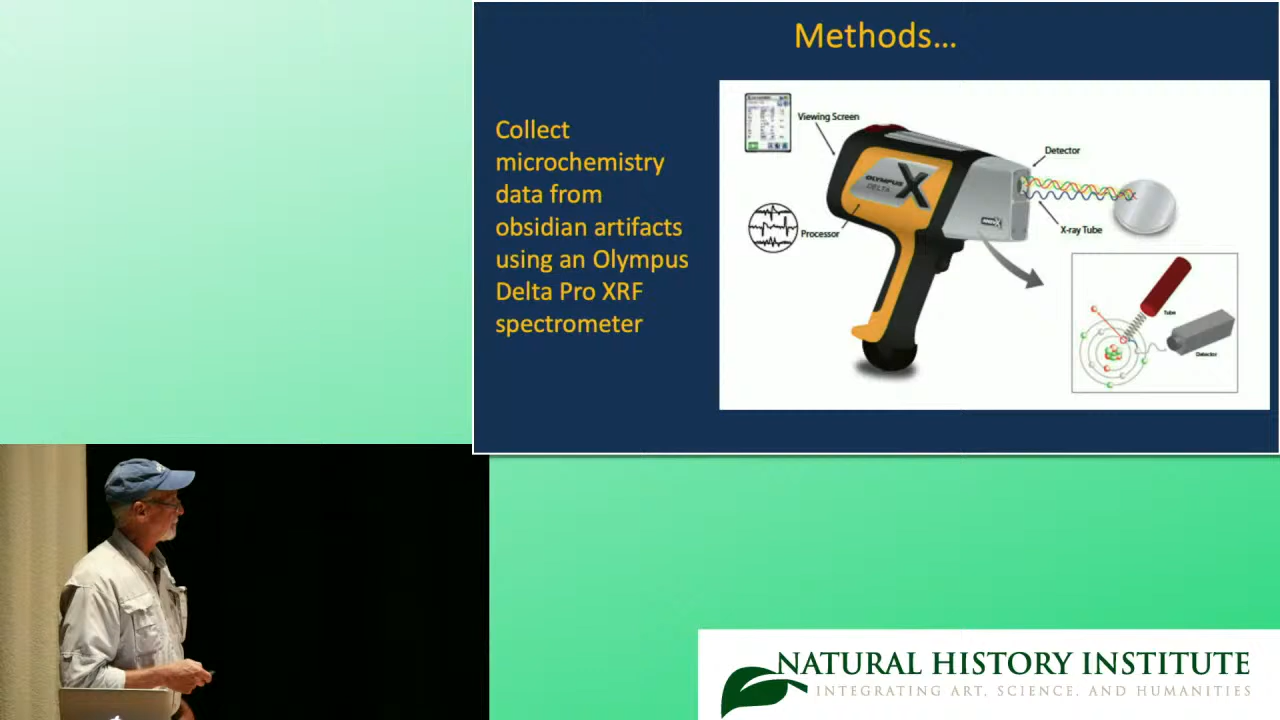 Methods...
Collect
microchemistry
data from
obsidian artifacts
using an Olympus
Delta Pro XRF
spectrometer
Viewing Screen
Detector
OLYMPUS
DELTA
X
Processor
X-ray Tube
Tube
Detector
NATURAL HISTORY INSTITUTE
INTEGRATING ART, SCIENCE, AND HUMANITIES